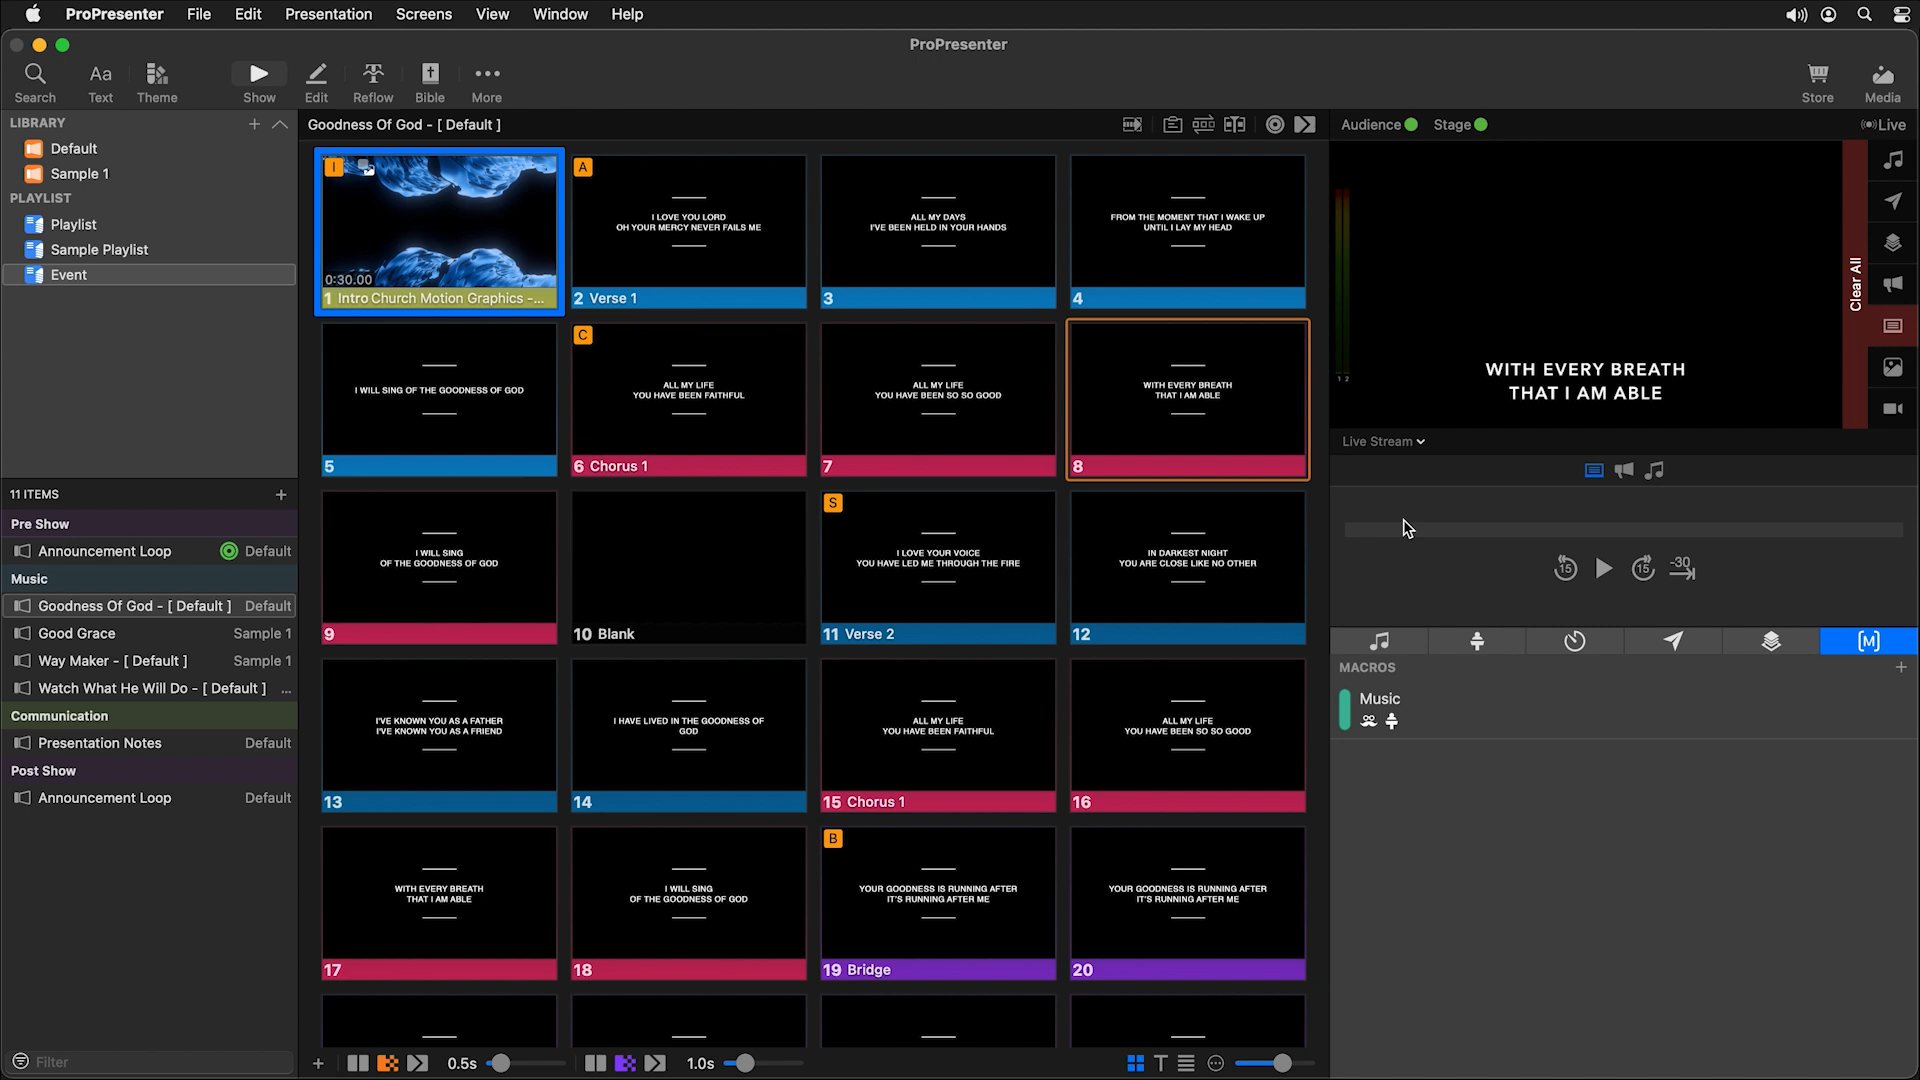 ProPresenter File Edit Presentation Screens View Window Help
ProPresenter
Search Text Theme Show Edit Reflow Bible More Store Media
Aa
LIBRARY
Default
Sample 1
PLAYLIST
Playlist
Sample Playlist
Event
11 ITEMS
Pre Show
Announcement Loop Default
Music
Goodness Of God - [ Default ] Default
Good Grace Sample 1
Way Maker - [ Default ] Sample 1
Watch What He Will Do - [ Default ] ...
Communication
Presentation Notes Default
Post Show
Announcement Loop Default
Filter
Goodness Of God - [ Default ]
I
0:30.00
1 Intro Church Motion Graphics -...
A
I LOVE YOU LORD
OH YOUR MERCY NEVER FAILS ME
2 Verse 1
ALL MY DAYS
I'VE BEEN HELD IN YOUR HANDS
3
FROM THE MOMENT THAT I WAKE UP
UNTIL I LAY MY HEAD
4
I WILL SING OF THE GOODNESS OF GOD
5
C
ALL MY LIFE
YOU HAVE BEEN FAITHFUL
6 Chorus 1
ALL MY LIFE
YOU HAVE BEEN SO SO GOOD
7
WITH EVERY BREATH
THAT I AM ABLE
8
I WILL SING
OF THE GOODNESS OF GOD
9
10 Blank
S
I LOVE YOUR VOICE
YOU HAVE LED ME THROUGH THE FIRE
11 Verse 2
IN DARKEST NIGHT
YOU ARE CLOSE LIKE NO OTHER
12
I'VE KNOWN YOU AS A FATHER
I'VE KNOWN YOU AS A FRIEND
13
I HAVE LIVED IN THE GOODNESS OF
GOD
14
ALL MY LIFE
YOU HAVE BEEN FAITHFUL
15 Chorus 1
ALL MY LIFE
YOU HAVE BEEN SO SO GOOD
16
WITH EVERY BREATH
THAT I AM ABLE
17
I WILL SING
OF THE GOODNESS OF GOD
18
B
YOUR GOODNESS IS RUNNING AFTER
IT'S RUNNING AFTER ME
19 Bridge
YOUR GOODNESS IS RUNNING AFTER
IT'S RUNNING AFTER ME
20
0.5s 1.0s
Audience Stage Live
WITH EVERY BREATH
THAT I AM ABLE
1 2
Clear All
Live Stream
15 15 -30
[M]
MACROS
Music